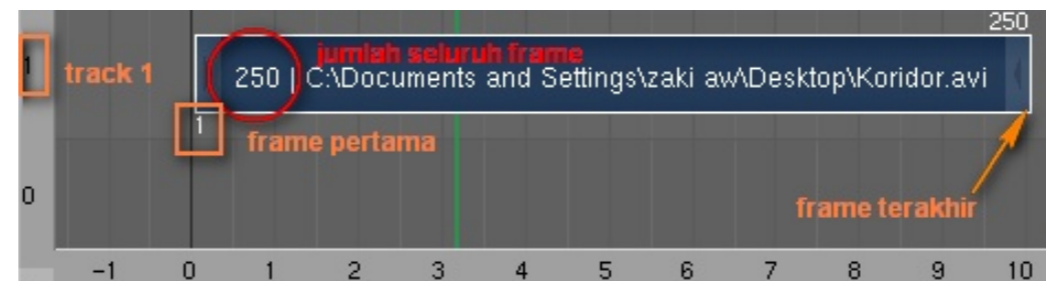 250
jumlah seluruh frame
1
track 1
250 | C:\Documents and Settings\zaki aw\Desktop\Koridor.avi
1
frame pertama
0
frame terakhir
-1 0 1 2 3 4 5 6 7 8 9 10